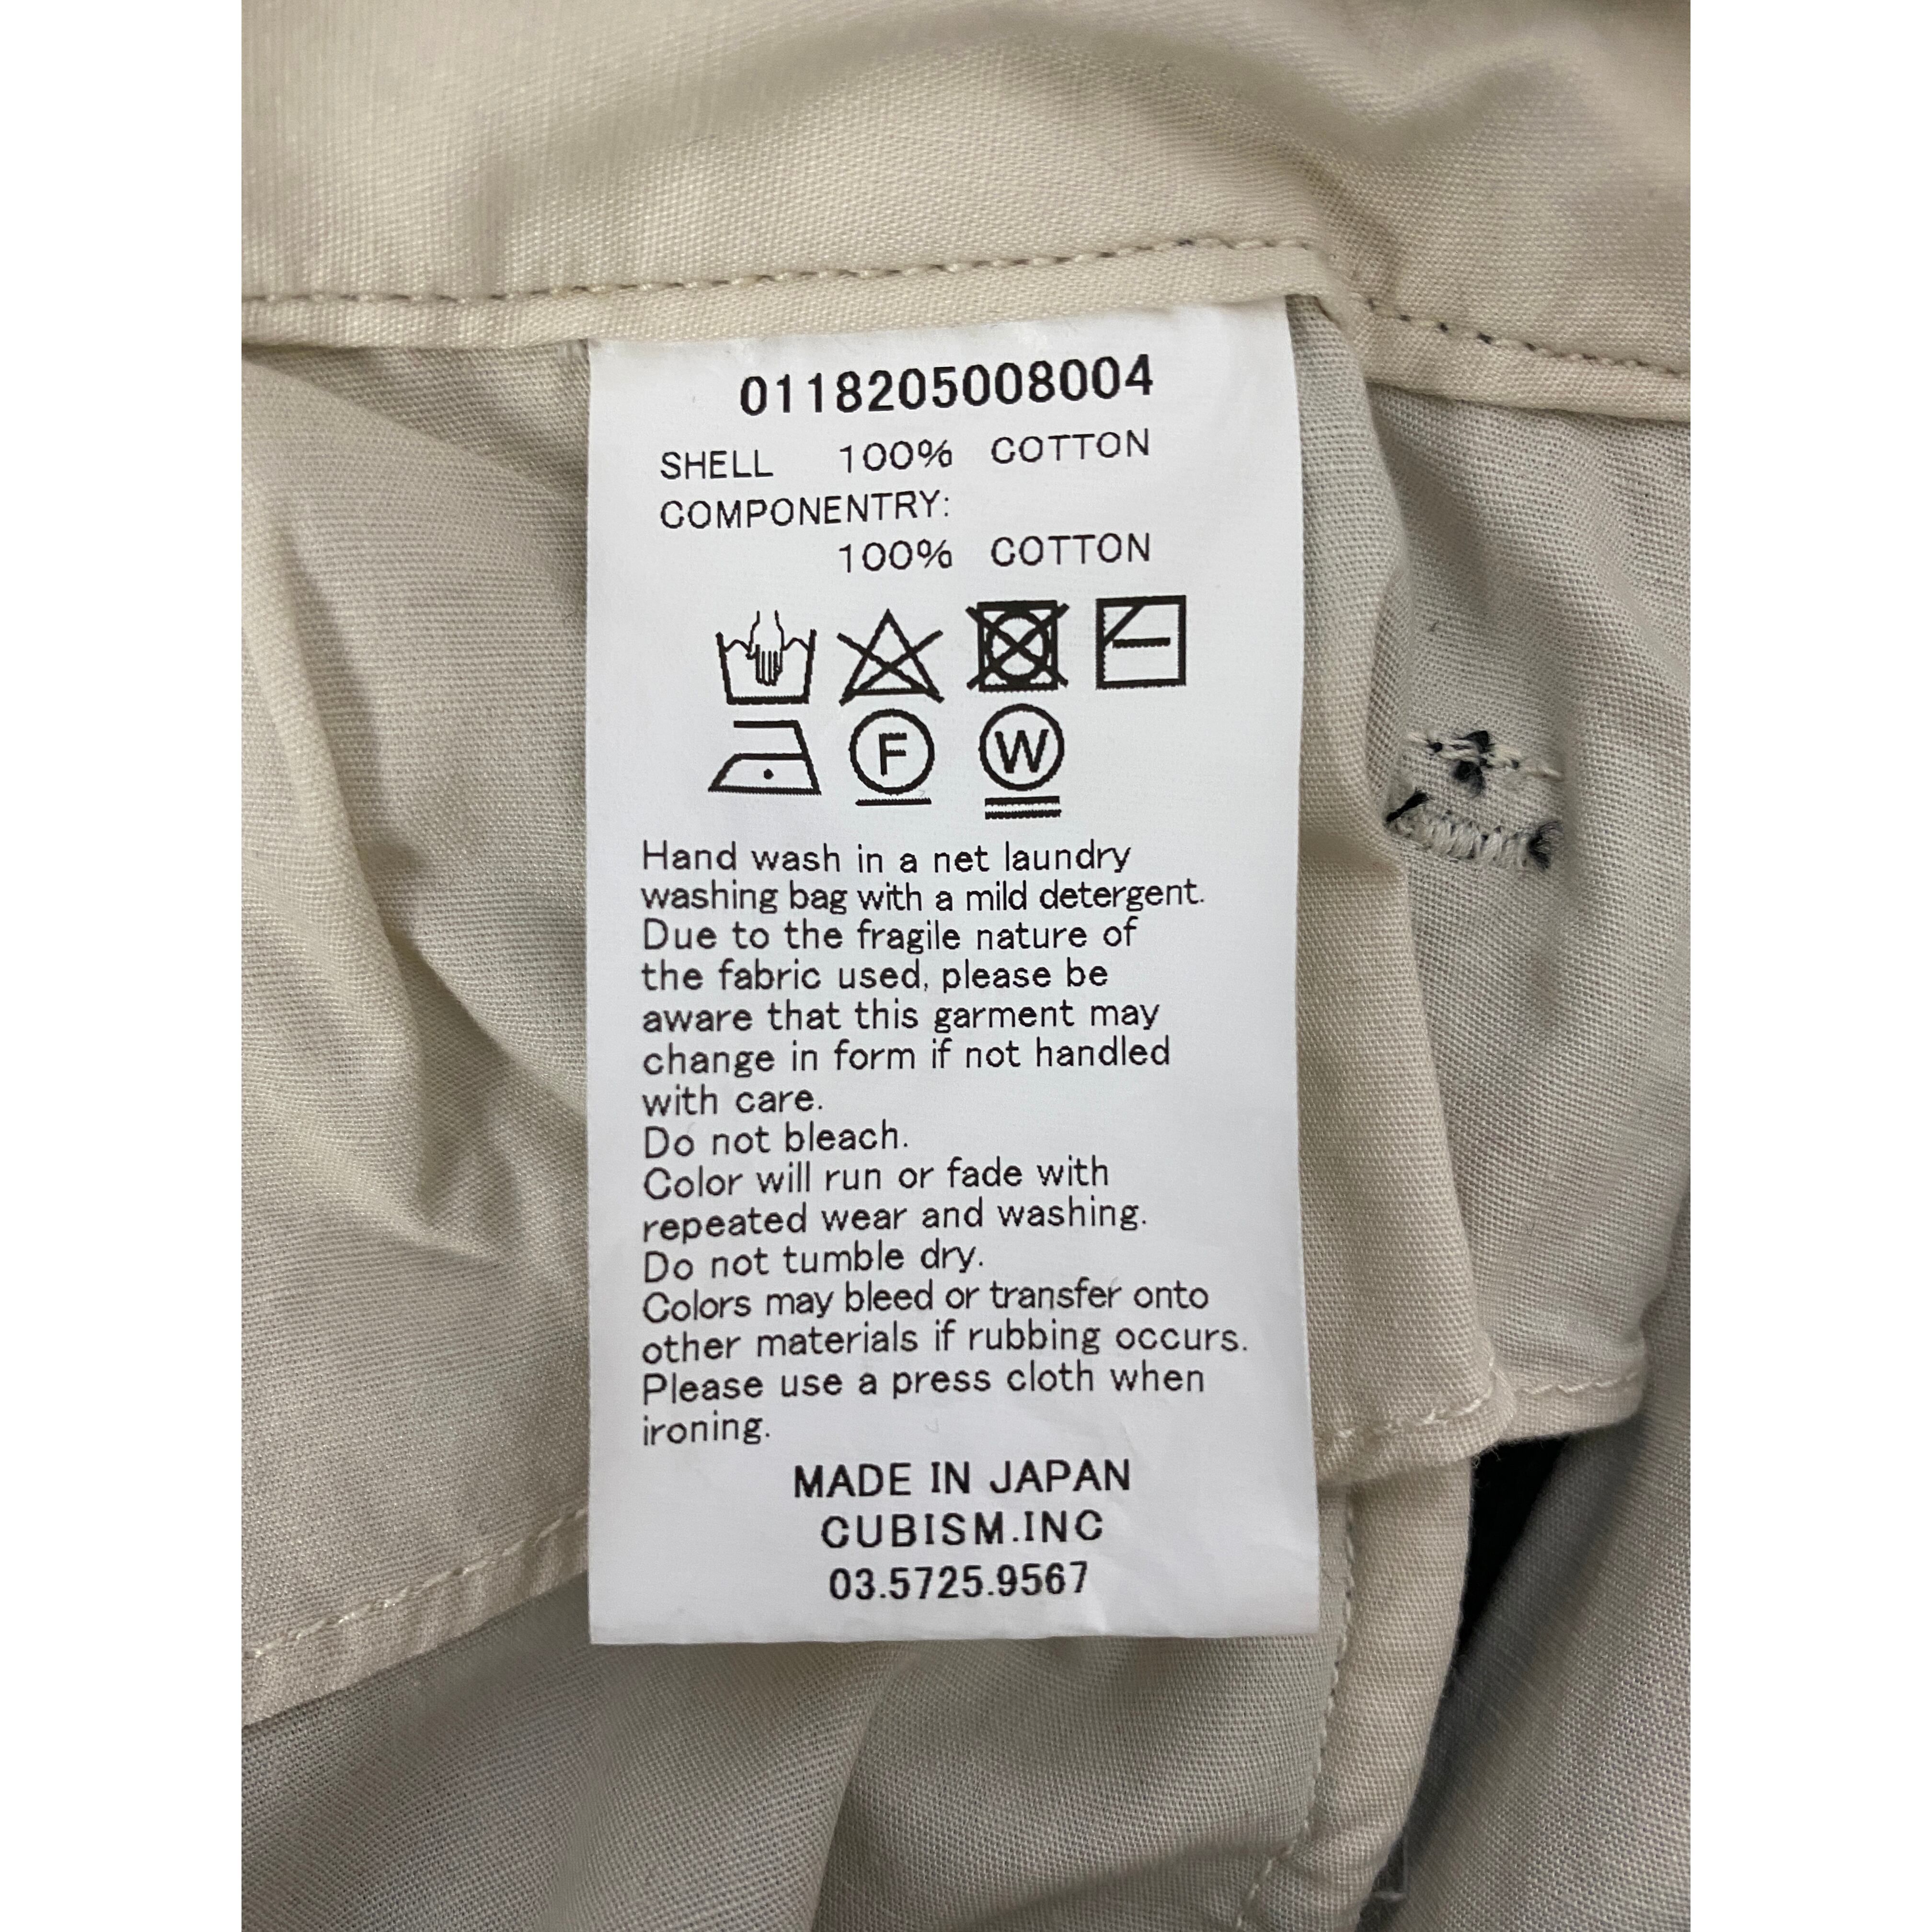 0118205008004
SHELL 100% COTTON
COMPONENTRY:
100% COTTON
F W
Hand wash in a net laundry
washing bag with a mild detergent.
Due to the fragile nature of
the fabric used, please be
aware that this garment may
change in form if not handled
with care.
Do not bleach.
Color will run or fade with
repeated wear and washing.
Do not tumble dry.
Colors may bleed or transfer onto
other materials if rubbing occurs.
Please use a press cloth when
ironing.
MADE IN JAPAN
CUBISM.INC
03.5725.9567